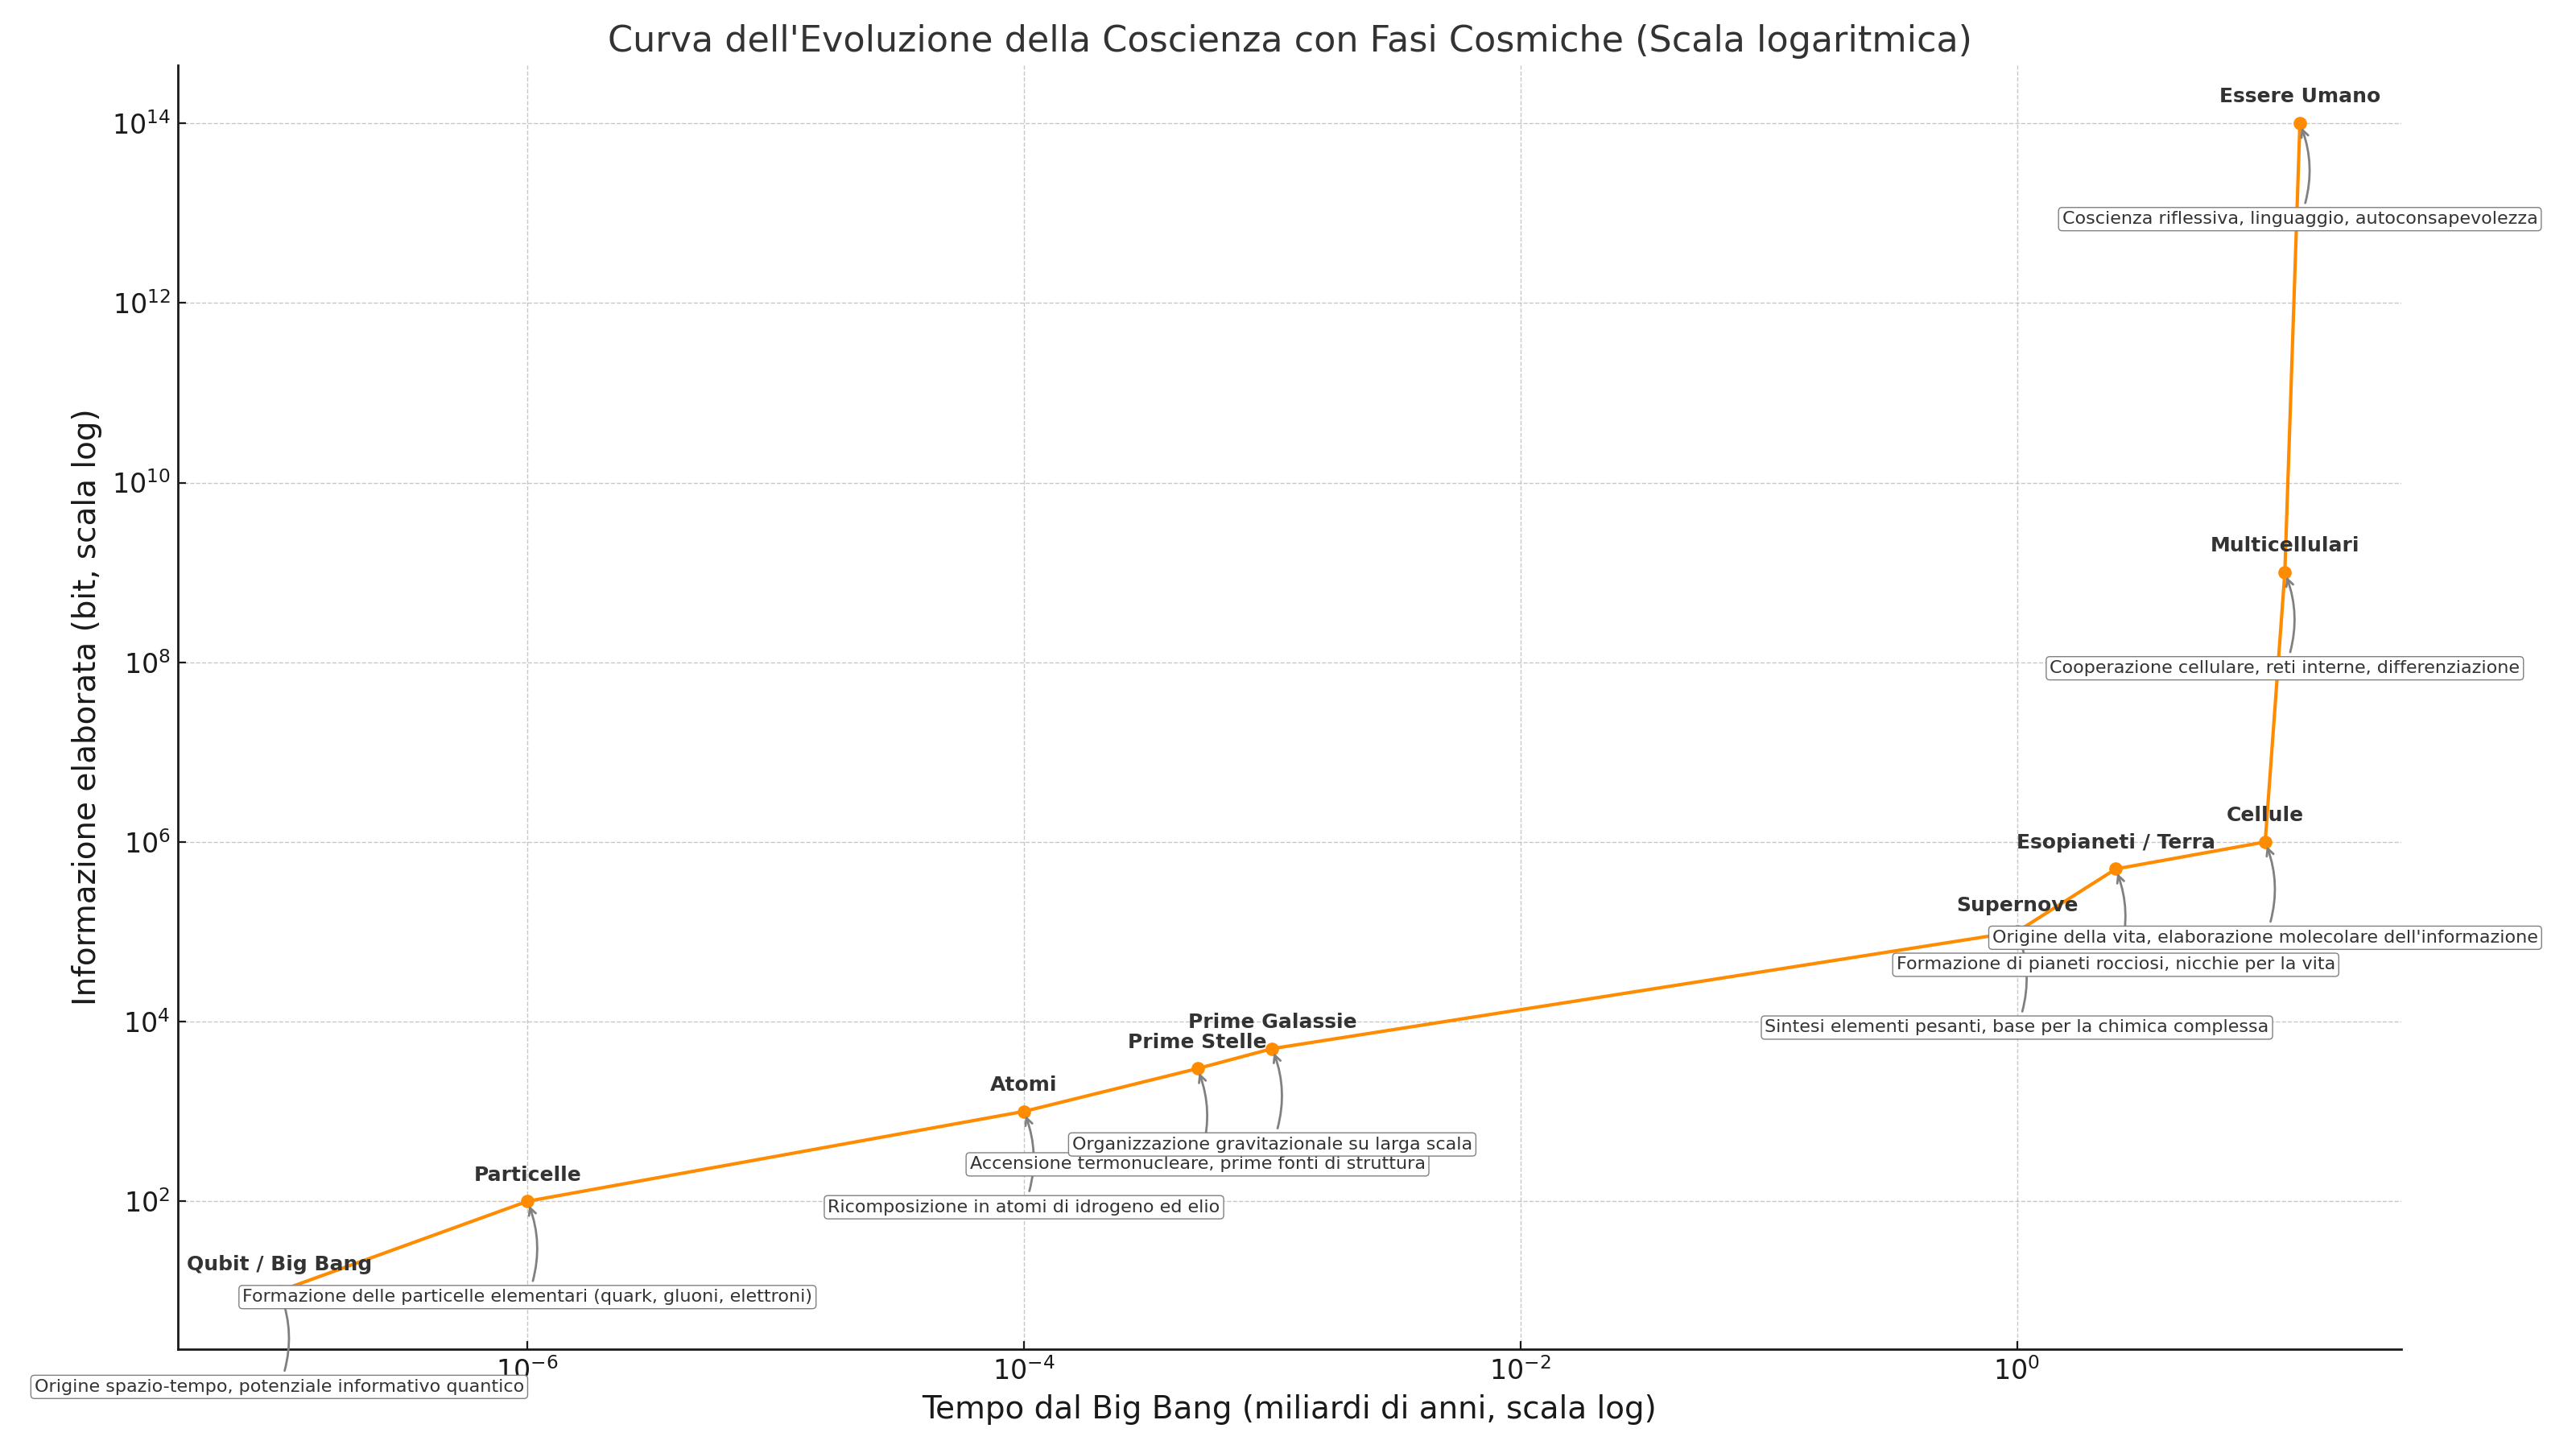 Curva dell'Evoluzione della Coscienza con Fasi Cosmiche (Scala logaritmica)
Informazione elaborata (bit, scala log)
10^14
10^12
10^10
10^8
10^6
10^4
10^2
Essere Umano
Coscienza riflessiva, linguaggio, autoconsapevolezza
Multicellulari
Cooperazione cellulare, reti interne, differenziazione
Cellule
Esopianeti / Terra
Supernove
Origine della vita, elaborazione molecolare dell'informazione
Formazione di pianeti rocciosi, nicchie per la vita
Sintesi elementi pesanti, base per la chimica complessa
Prime Galassie
Prime Stelle
Atomi
Organizzazione gravitazionale su larga scala
Accensione termonucleare, prime fonti di struttura
Particelle
Ricomposizione in atomi di idrogeno ed elio
Qubit / Big Bang
Formazione delle particelle elementari (quark, gluoni, elettroni)
Origine spazio-tempo, potenziale informativo quantico
10^-6
10^-4
10^-2
10^0
Tempo dal Big Bang (miliardi di anni, scala log)